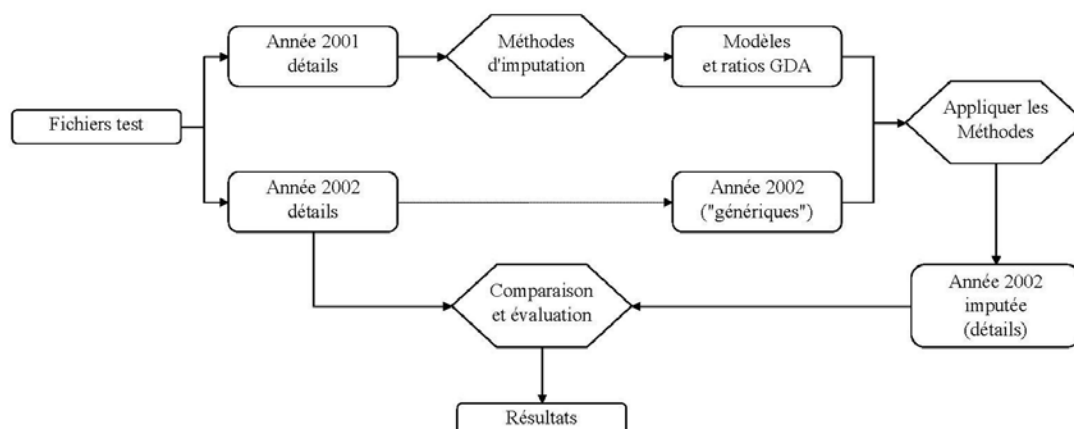 Année 2001
détails
Méthodes
d'imputation
Modèles
et ratios GDA
Fichiers test
Appliquer les
Méthodes
Année 2002
détails
Année 2002
("génériques")
Comparaison
et évaluation
Année 2002
imputée
(détails)
Résultats